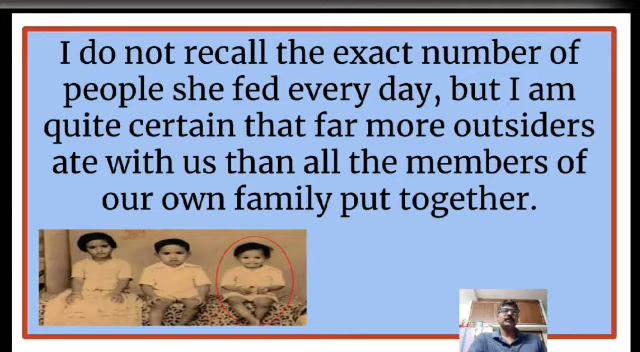 I do not recall the exact number of
people she fed every day, but I am
quite certain that far more outsiders
ate with us than all the members of
our own family put together.